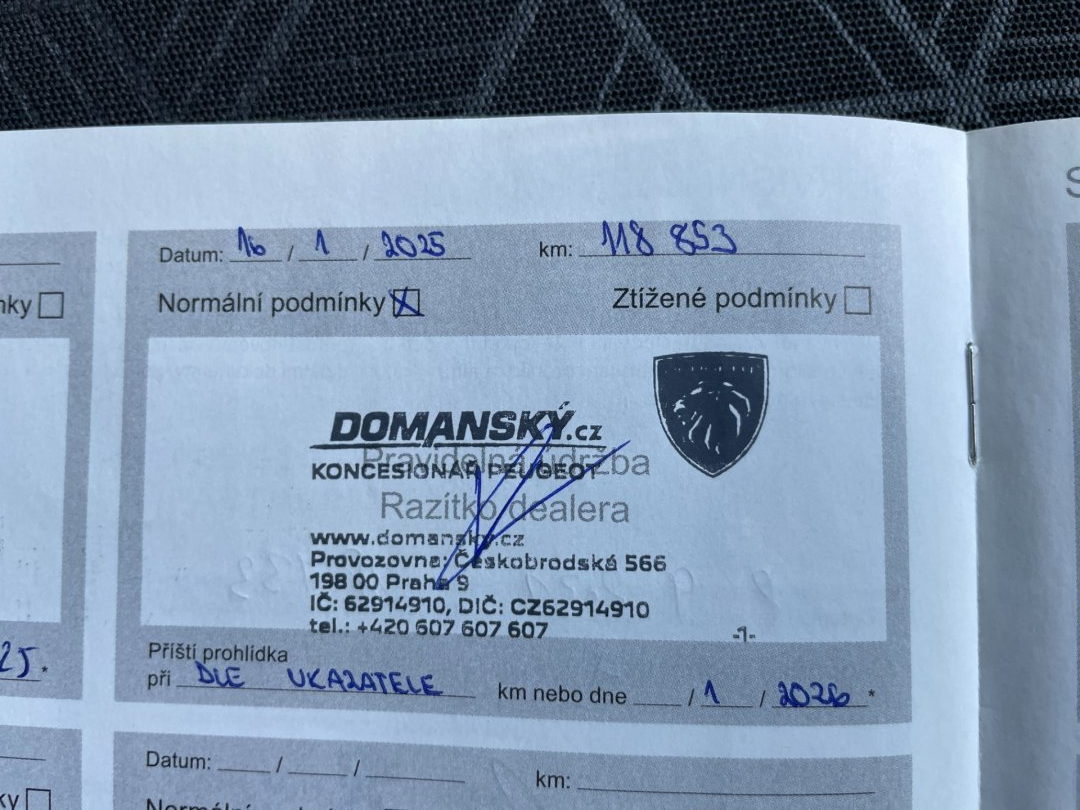 Datum: 16 / 1 / 2025 km: 118 853
nky
Normální podmínky Ztížené podmínky
DOMANSKÝ.cz
Pravidelná údržba
KONCESIONÁŘ PEUGEOT
Razítko dealera
www.domansky.cz
Provozovna: Českobrodská 566
198 00 Praha 9
IČ: 62914910, DIČ: CZ62914910
tel.: +420 607 607 607
-1-
Příští prohlídka
25.*
při DLE UKAZATELE km nebo dne / 1 / 2026 *
Datum: / / km: